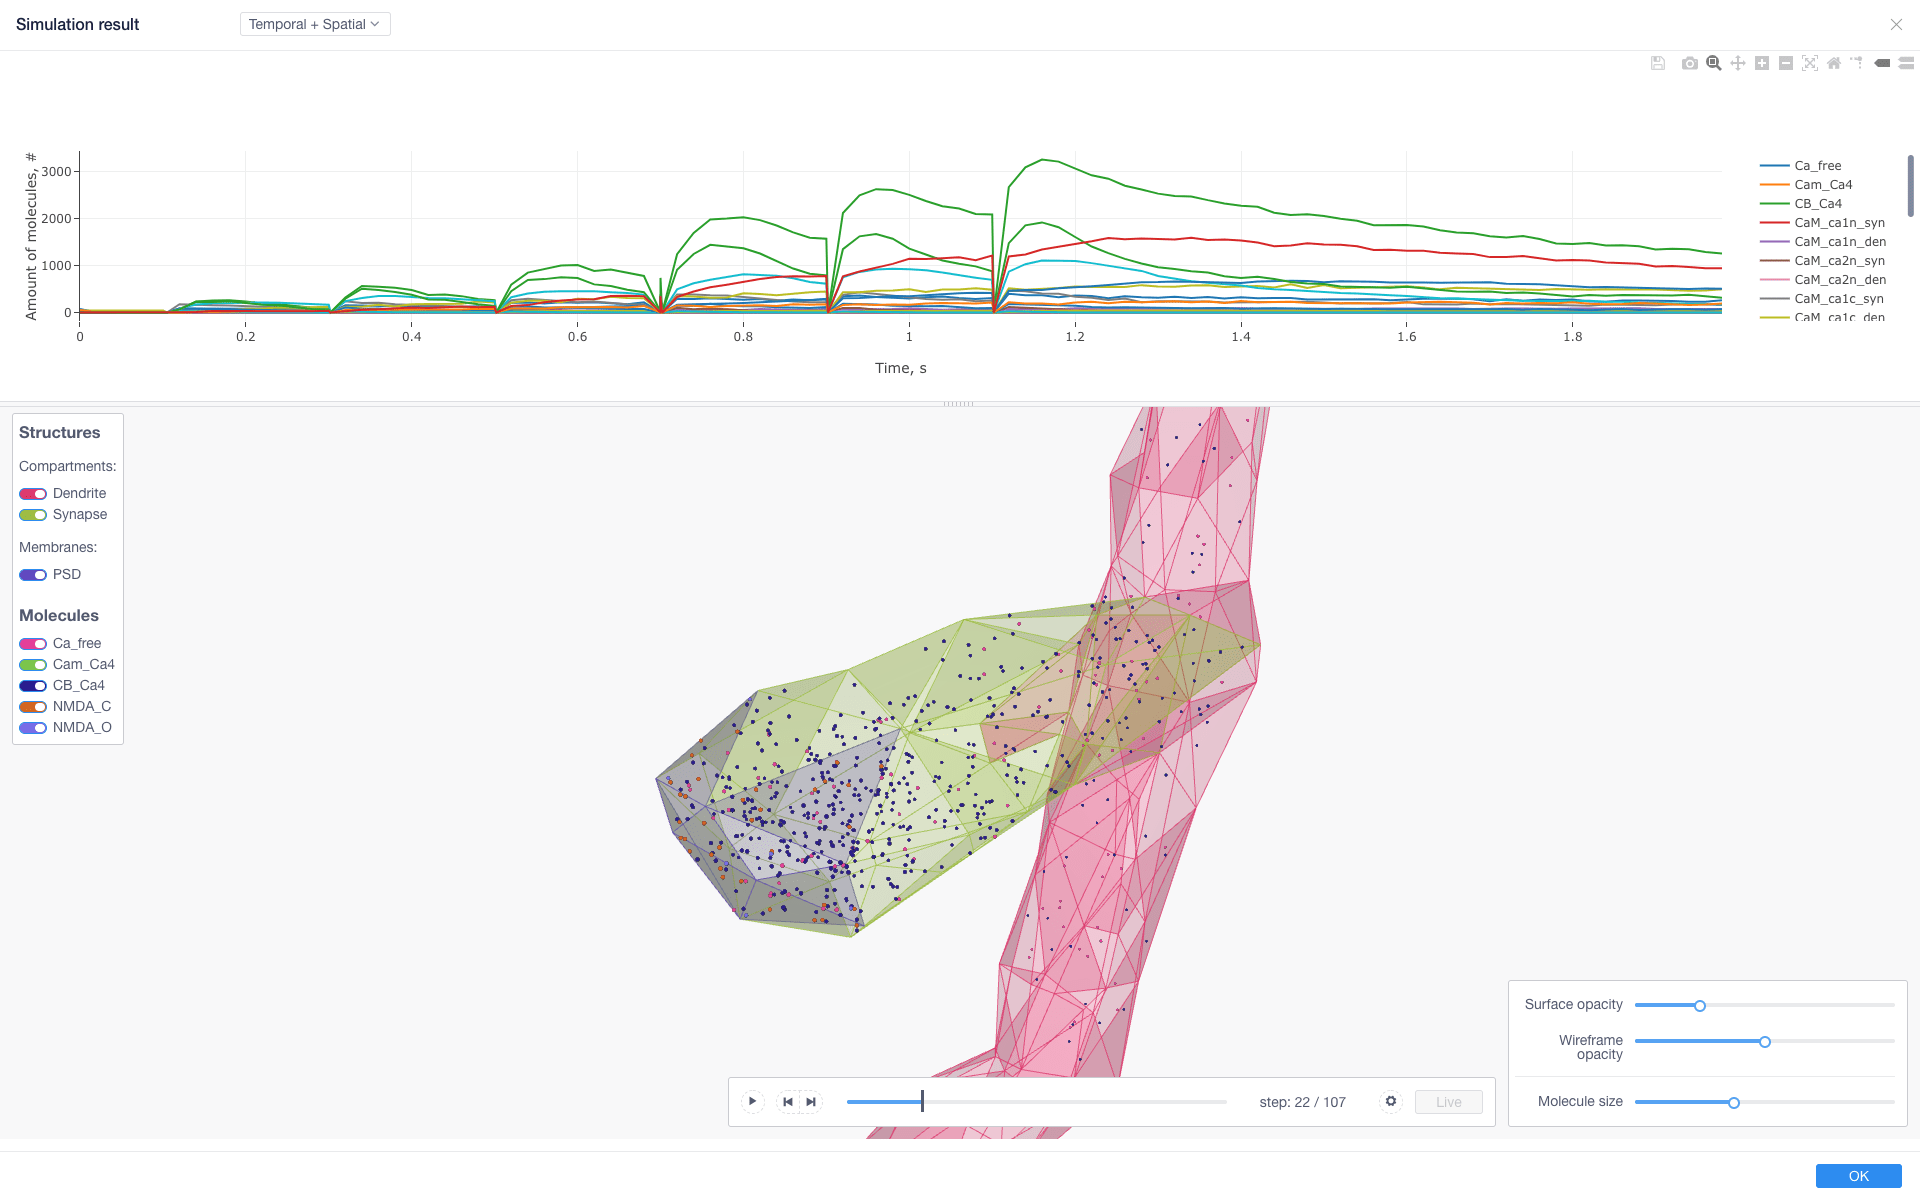 Simulation result
Temporal + Spatial
Amount of molecules, #
3000
2000
1000
0
0
0.2
0.4
0.6
0.8
1
1.2
1.4
1.6
1.8
Time, s
Ca_free
Cam_Ca4
CB_Ca4
CaM_ca1n_syn
CaM_ca1n_den
CaM_ca2n_syn
CaM_ca2n_den
CaM_ca1c_syn
CaM_ca1c_den
Structures
Compartments:
Dendrite
Synapse
Membranes:
PSD
Molecules
Ca_free
Cam_Ca4
CB_Ca4
NMDA_C
NMDA_O
Surface opacity
Wireframe
opacity
Molecule size
step: 22 / 107
Live
OK